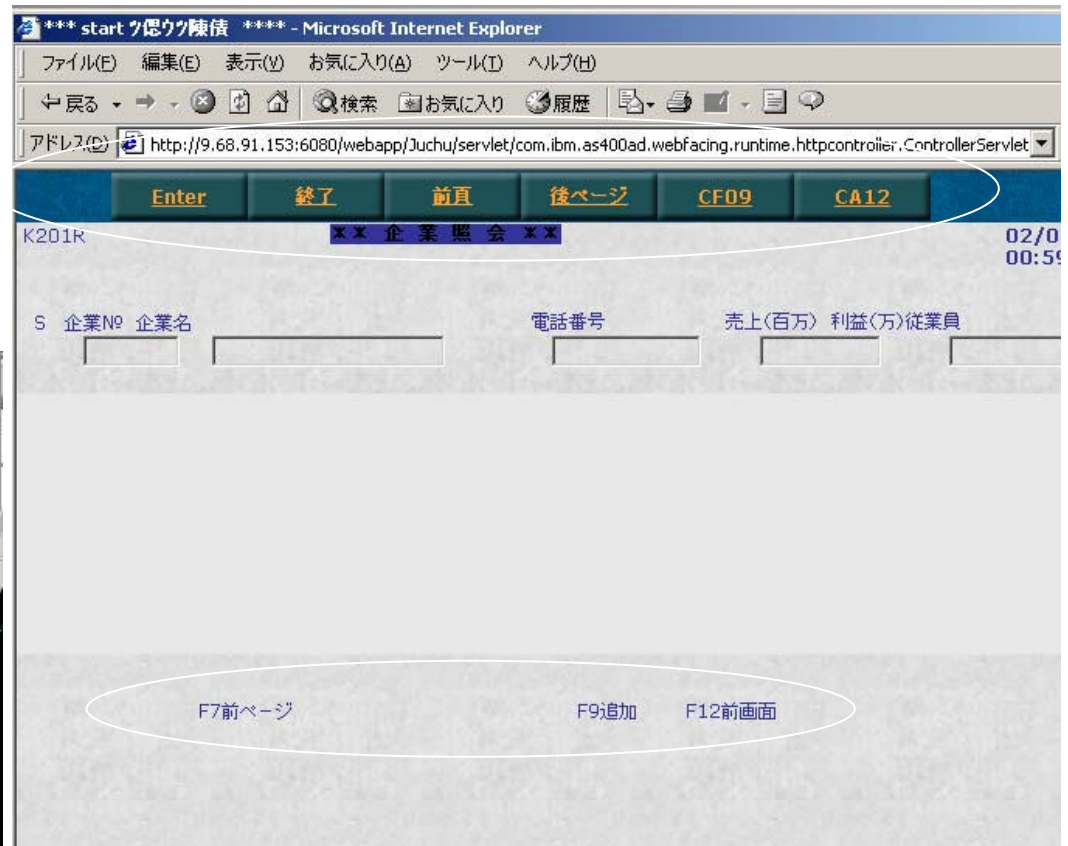 *** start ﾂ偲ウﾂ陳債 **** - Microsoft Internet Explorer
ファイル(F) 編集(E) 表示(V) お気に入り(A) ツール(T) ヘルプ(H)
戻る 検索 お気に入り 履歴
アドレス(D) http://9.68.91.153:6080/webapp/Juchu/servlet/com.ibm.as400ad.webfacing.runtime.httpcontroller.ControllerServlet
Enter 終了 前頁 後ページ CF09 CA12
K201R ** 企 業 照 会 ** 02/0
00:59
S 企業№ 企業名 電話番号 売上(百万) 利益(万)従業員
F7前ページ F9追加 F12前画面